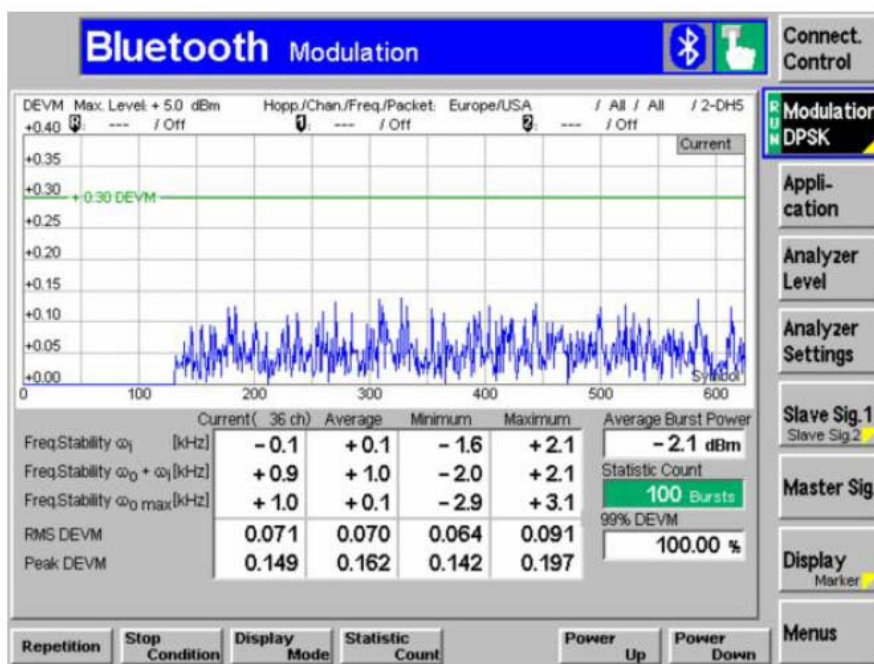 Bluetooth Modulation
Connect. Control
DEVM Max. Level: + 5.0 dBm Hopp./Chan./Freq./Packet: Europe/USA / All / All / 2-DH5
R: --- / Off 1: --- / Off 2: --- / Off
RUN
Modulation DPSK
Current
+0.40
+0.35
+0.30
+ 0.30 DEVM
+0.25
+0.20
+0.15
+0.10
+0.05
+0.00
Symbol
0 100 200 300 400 500 600
Appli-
cation
Analyzer
Level
Analyzer
Settings
Slave Sig.1
Slave Sig.2
Master Sig.
Display
Marker
Menus
Current( 36 ch) Average Minimum Maximum
Freq.Stability ω₁ [kHz] - 0.1 + 0.1 - 1.6 + 2.1
Freq.Stability ω₀ + ω₁ [kHz] + 0.9 + 1.0 - 2.0 + 2.1
Freq.Stability ω₀ max [kHz] + 1.0 + 0.1 - 2.9 + 3.1
RMS DEVM 0.071 0.070 0.064 0.091
Peak DEVM 0.149 0.162 0.142 0.197
Average Burst Power
- 2.1 dBm
Statistic Count
100 Bursts
99% DEVM
100.00 %
Repetition
Stop Condition
Display Mode
Statistic Count
Power Up
Power Down